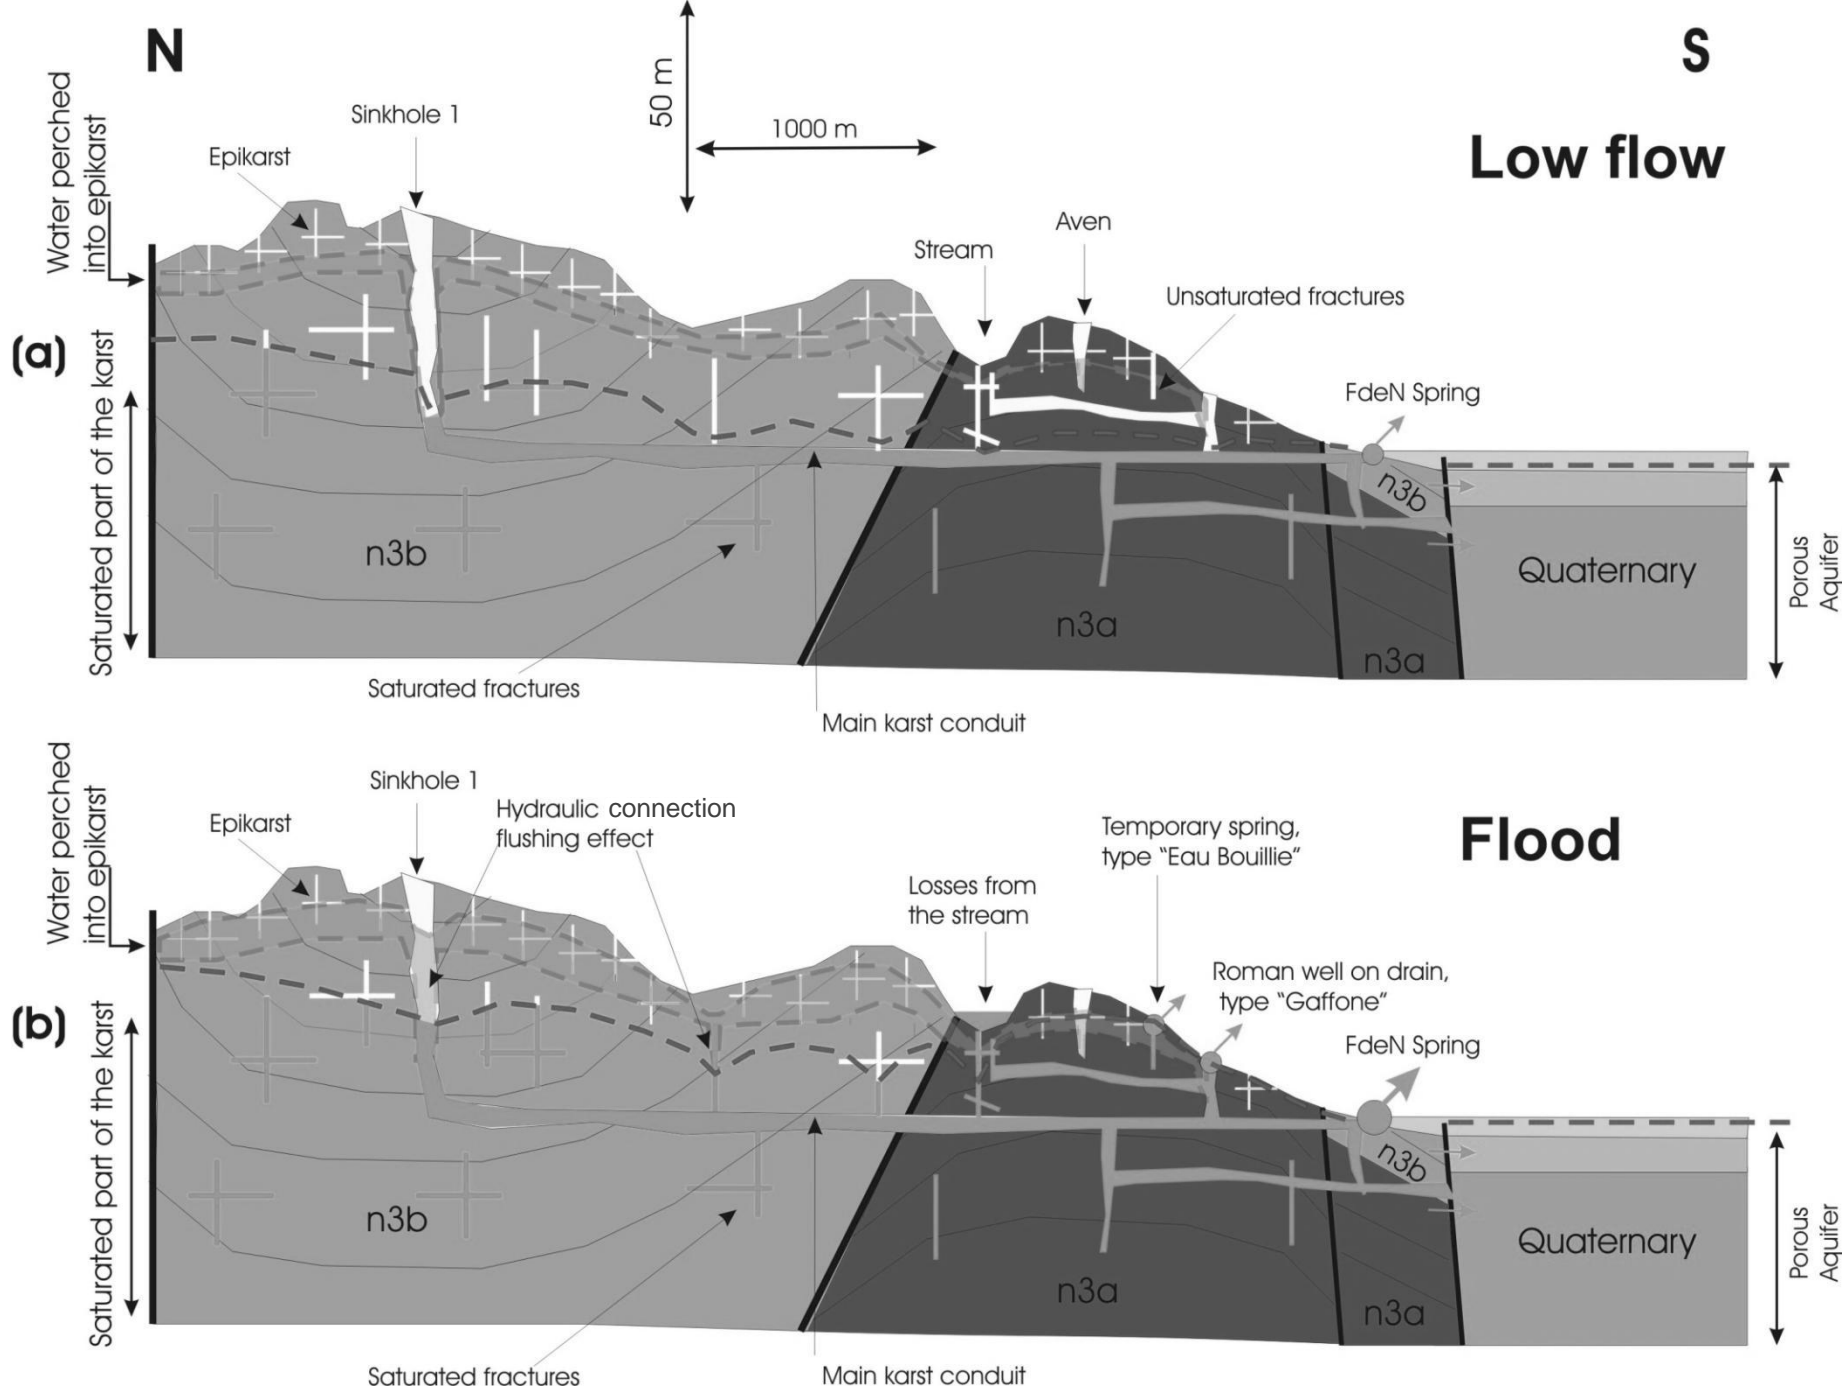 N
S
50 m
1000 m
Low flow
Water perched
into epikarst
Sinkhole 1
Epikarst
Aven
Stream
Unsaturated fractures
(a)
FdeN Spring
Saturated part of the karst
n3b
n3b
Quaternary
Porous
Aquifer
n3a
n3a
Saturated fractures
Main karst conduit
Water perched
into epikarst
Sinkhole 1
Hydraulic connection
flushing effect
Epikarst
Temporary spring,
type “Eau Bouillie”
Flood
Losses from
the stream
Roman well on drain,
type “Gaffone”
(b)
FdeN Spring
Saturated part of the karst
n3b
n3b
Quaternary
Porous
Aquifer
n3a
n3a
Saturated fractures
Main karst conduit